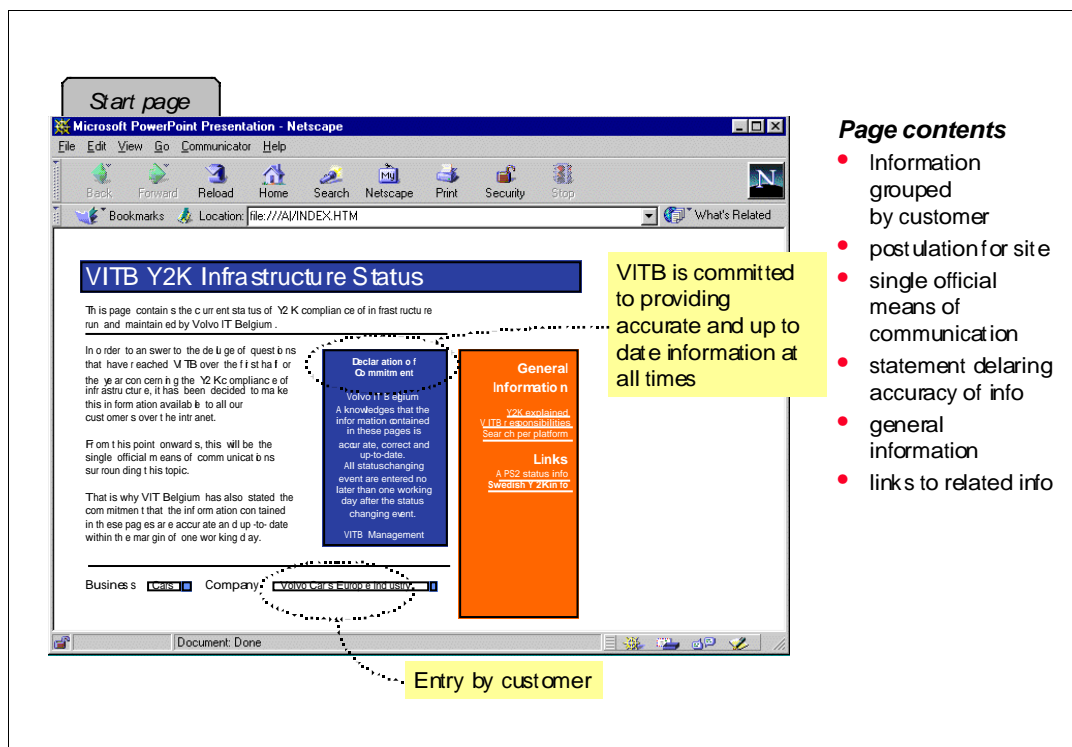 Start page
Microsoft PowerPoint Presentation - Netscape
File Edit View Go Communicator Help
Back Forward Reload Home Search Netscape Print Security Stop
My
N
Bookmarks Location: file:///A|/INDEX.HTM What's Related
VITB Y2K Infrastructure Status
This page contains the current status of Y2K compliance of infrastructure
run and maintained by Volvo IT Belgium.
In order to answer to the deluge of questions
that have reached VITB over the first half or
the year concerning the Y2K compliance of
infrastructure, it has been decided to make
this information available to all our
customers over the intranet.
From this point onwards, this will be the
single official means of communications
surrounding this topic.
That is why VIT Belgium has also stated the
commitment that the information contained
in these pages are accurate and up-to-date
within the margin of one working day.
Declaration of
Commitment
Volvo IT Belgium
Aknowledges that the
information contained
in these pages is
accurate, correct and
up-to-date.
All statuschanging
event are entered no
later than one working
day after the status
changing event.
VITB Management
General
Information
Y2K explained
VITB responsibilities
Search per platform
Links
APS2 status info
Swedish Y2K info
Business Cars Company Volvo Cars Europe Industry
Document: Done
VITB is committed
to providing
accurate and up to
date information at
all times
Entry by customer
Page contents
• Information
grouped
by customer
• postulation for site
• single official
means of
communication
• statement delaring
accuracy of info
• general
information
• links to related info